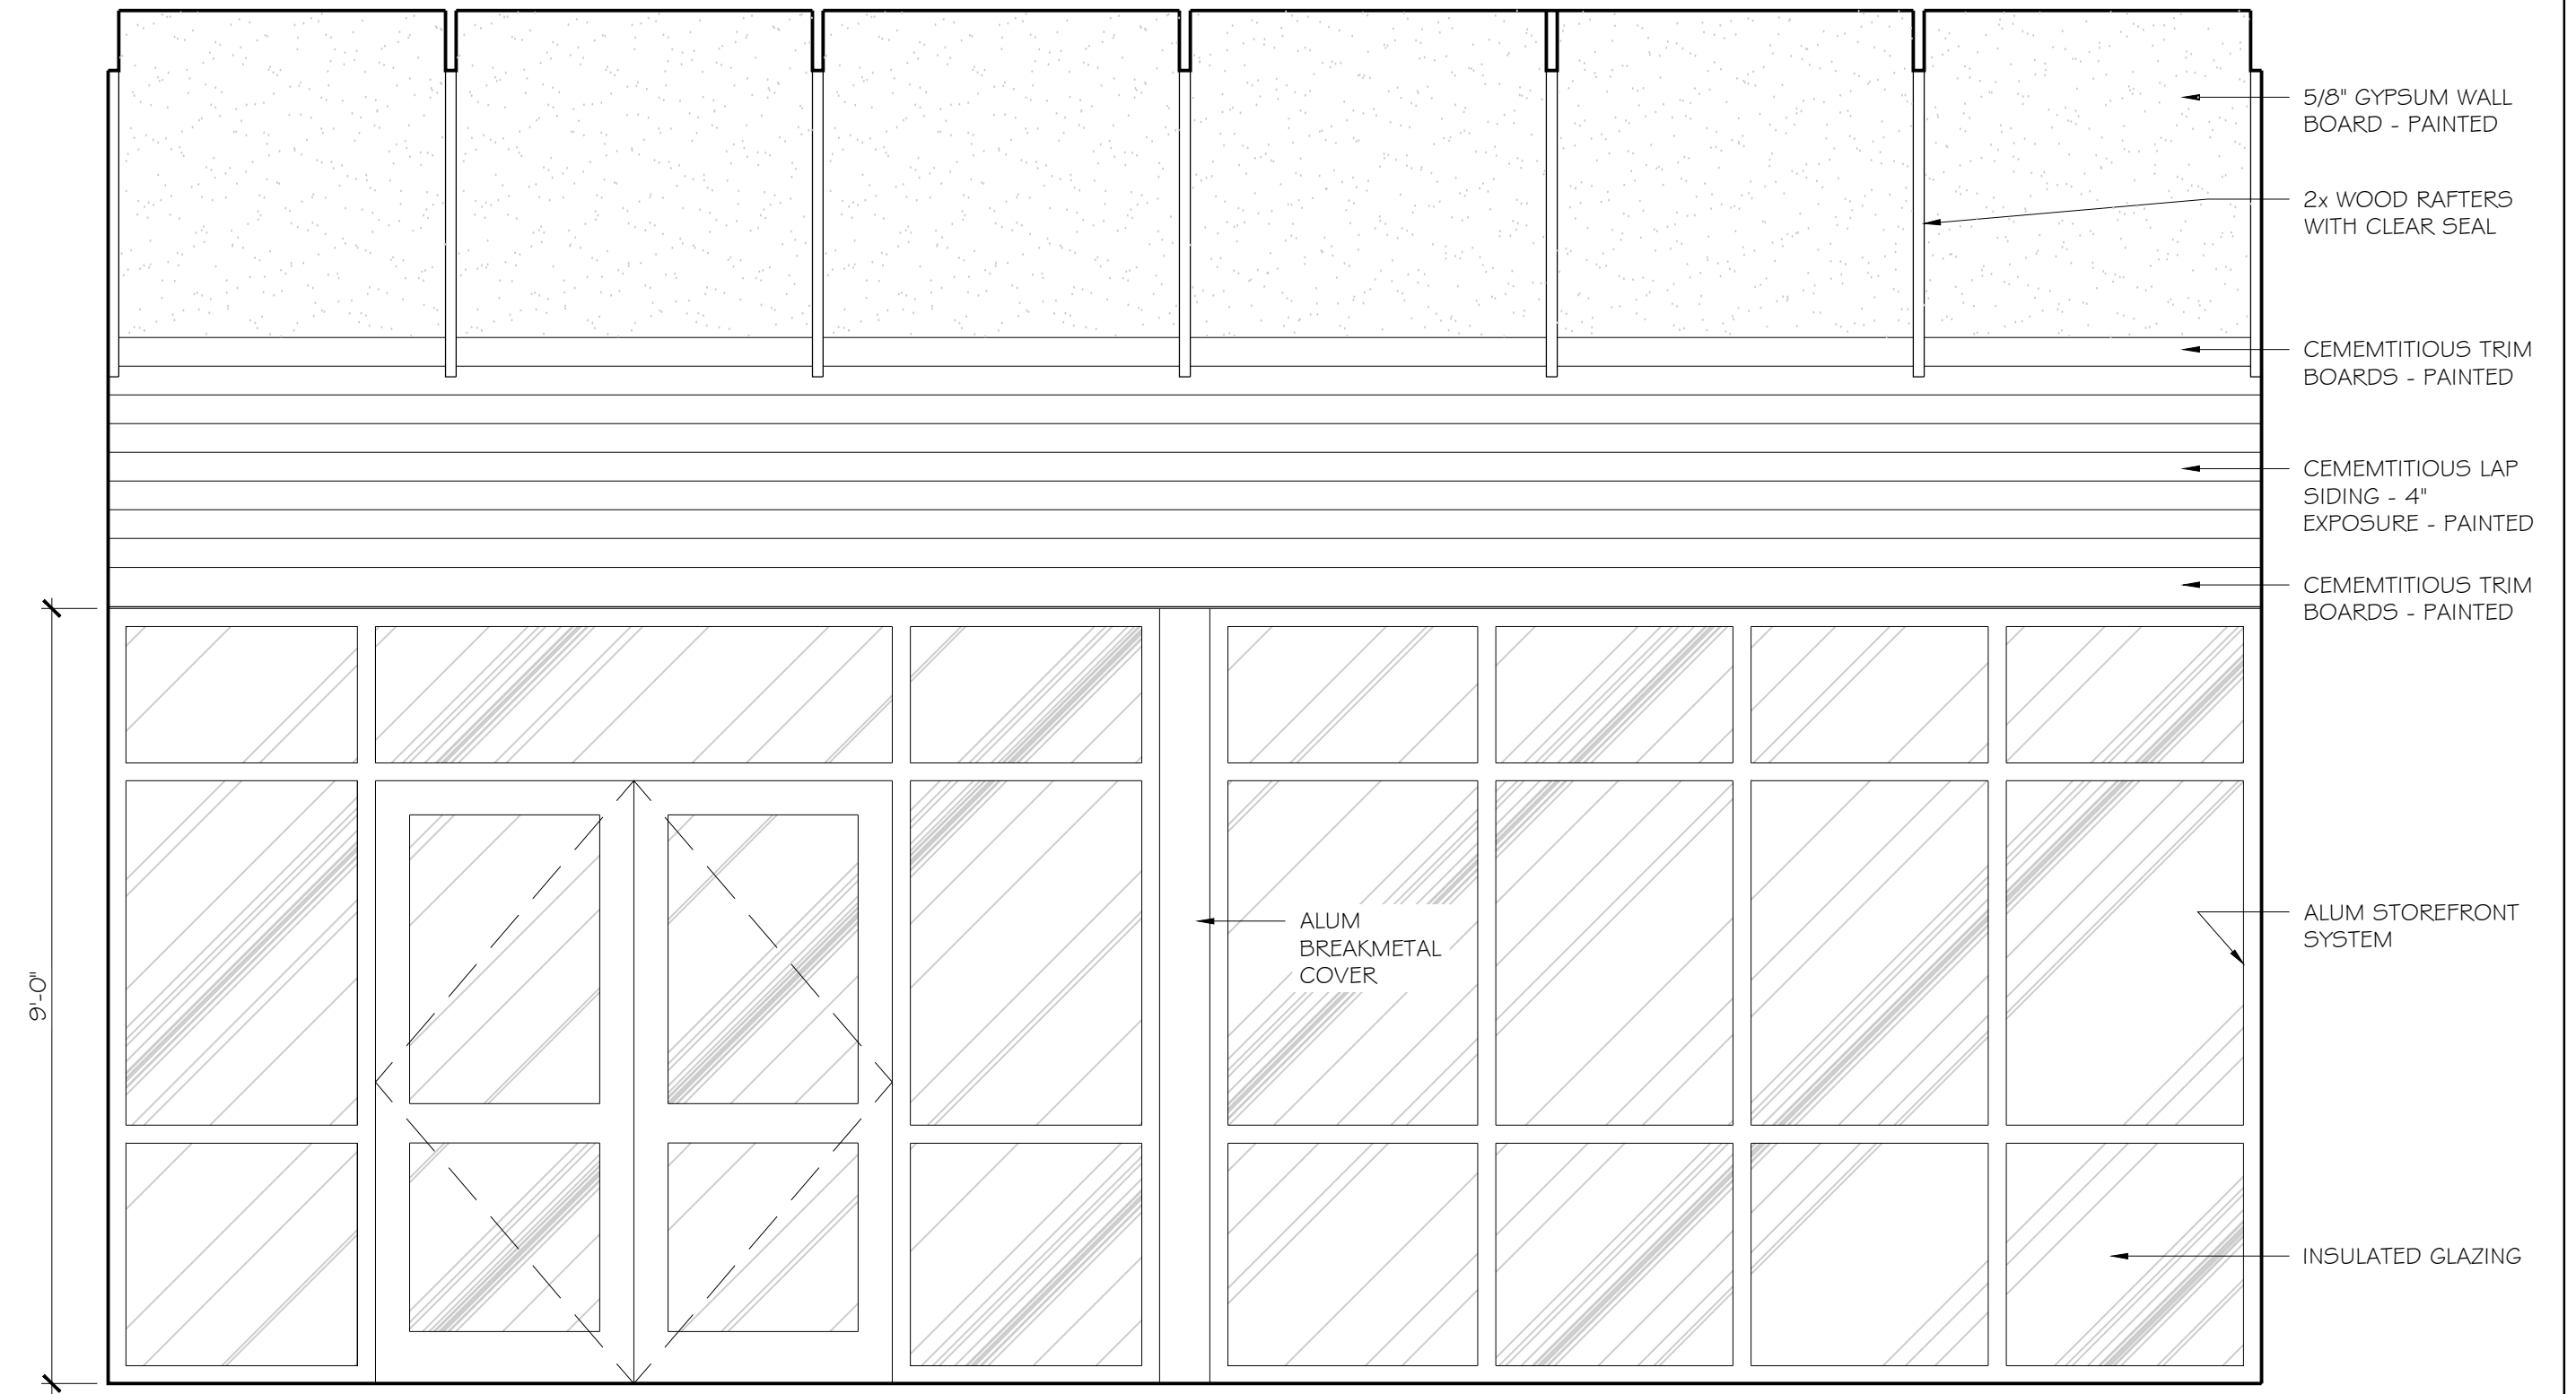 5/8" GYPSUM WALL
BOARD - PAINTED
2x WOOD RAFTERS
WITH CLEAR SEAL
CEMEMTITIOUS TRIM
BOARDS - PAINTED
CEMEMTITIOUS LAP
SIDING - 4"
EXPOSURE - PAINTED
CEMEMTITIOUS TRIM
BOARDS - PAINTED
9'-0"
ALUM
BREAKMETAL
COVER
ALUM STOREFRONT
SYSTEM
INSULATED GLAZING